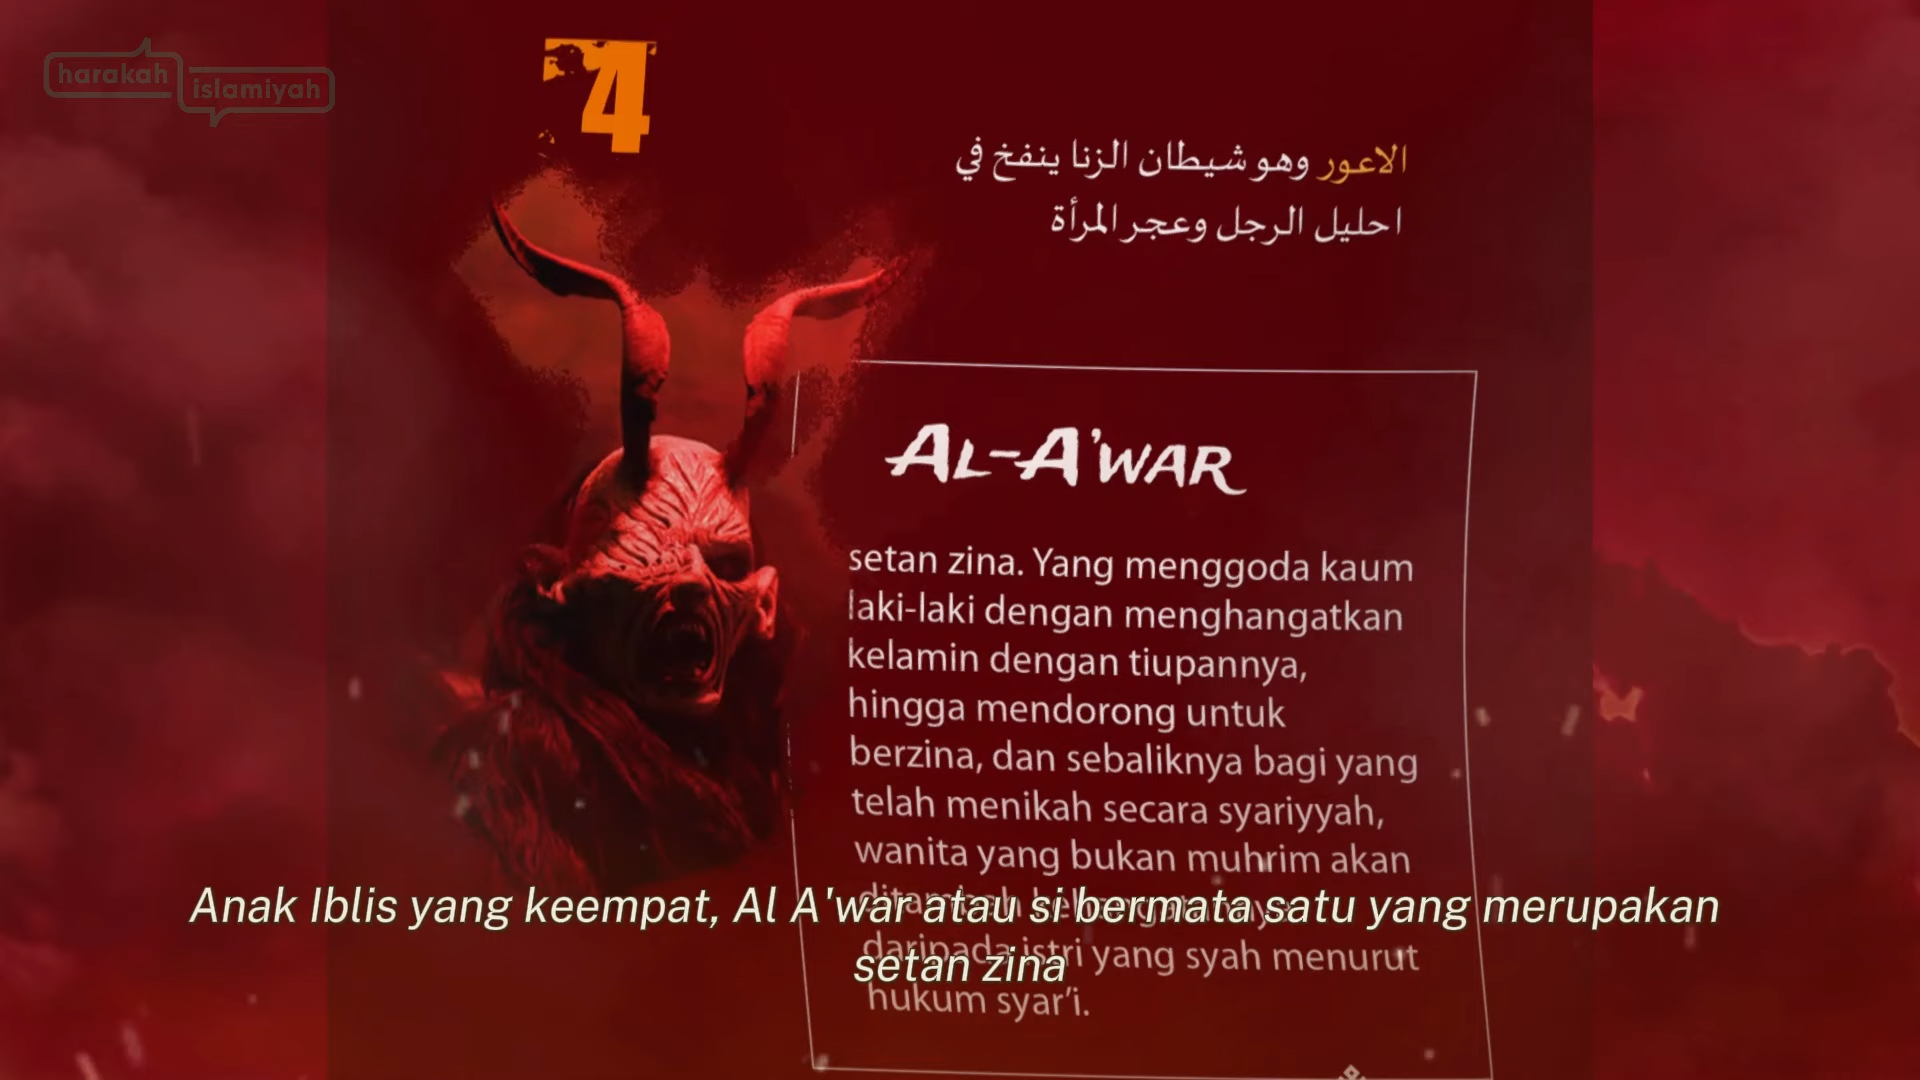 harakah
islamiyah
4
الاعور وهو شيطان الزنا ينفخ في
احليل الرجل وعجر المرأة
AL-A'WAR
setan zina. Yang menggoda kaum
laki-laki dengan menghangatkan
kelamin dengan tiupannya,
hingga mendorong untuk
berzina, dan sebaliknya bagi yang
telah menikah secara syariyyah,
wanita yang bukan muhrim akan
ditambah
daripada istri yang syah menurut
hukum syar'i.
Anak Iblis yang keempat, Al A'war atau si bermata satu yang merupakan
setan zina